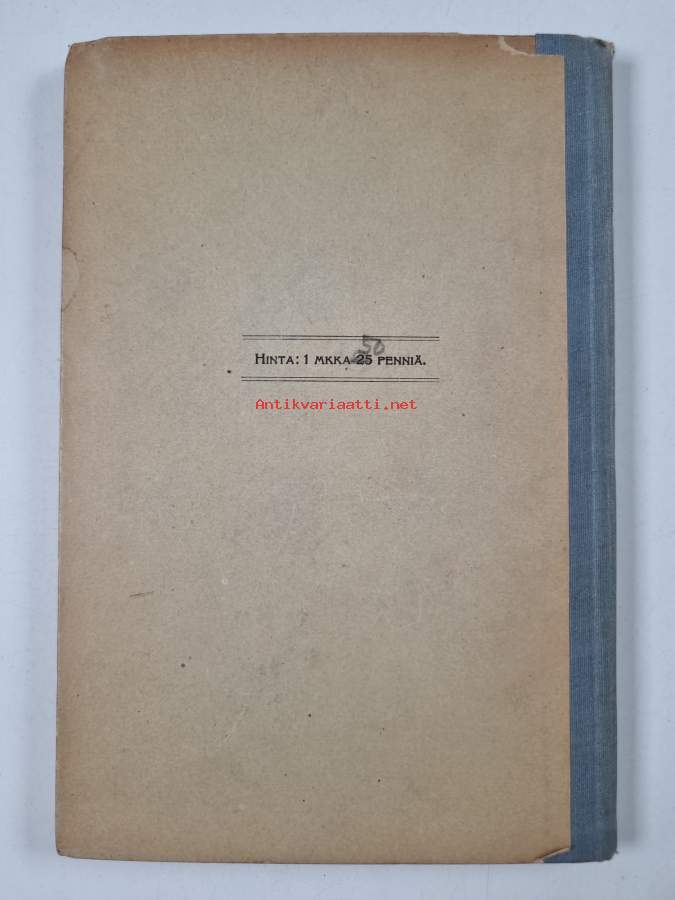 50
HINTA: 1 MKKA 25 PENNIÄ.
Antikvariaatti.net